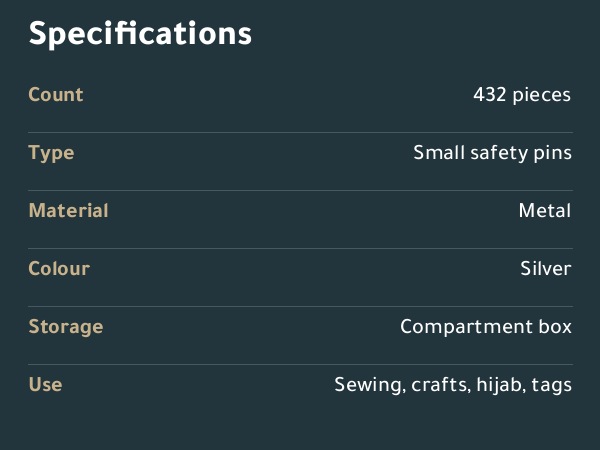 Specifications
Count 432 pieces
Type Small safety pins
Material Metal
Colour Silver
Storage Compartment box
Use Sewing, crafts, hijab, tags